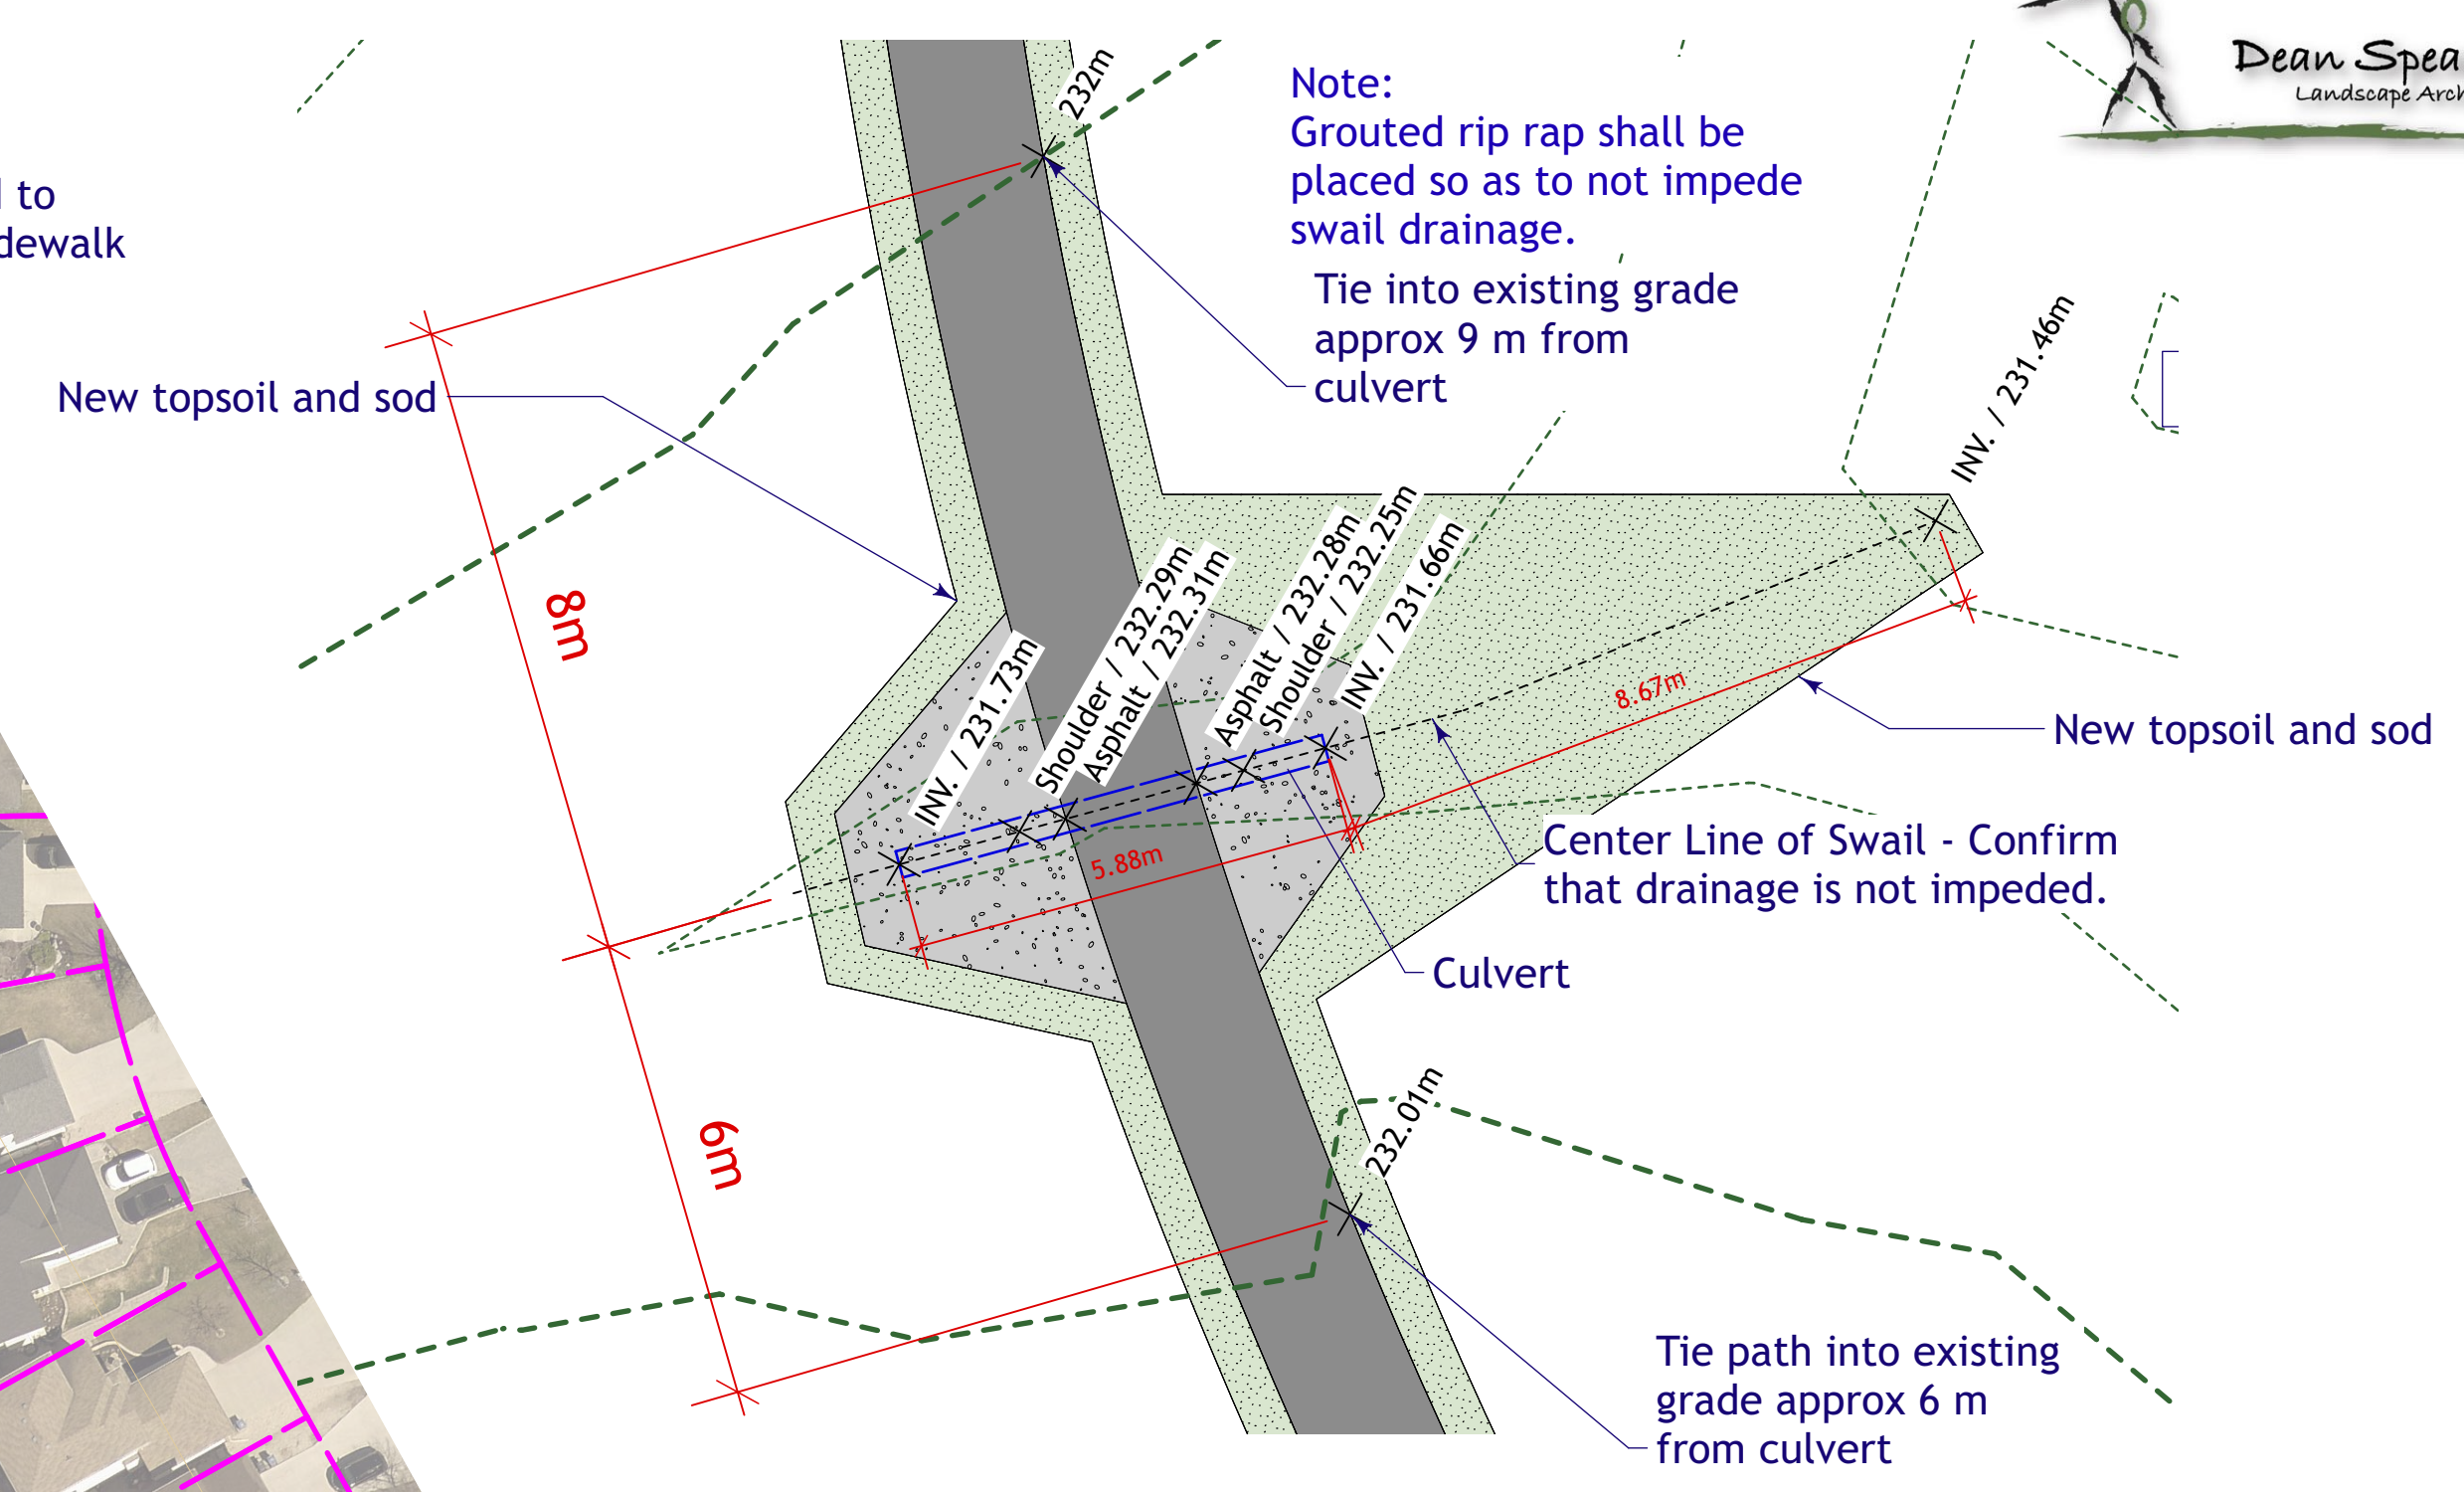 Dean Spea
Landscape Arch
232m
Note:
Grouted rip rap shall be
placed so as to not impede
swail drainage.
to
dewalk
Tie into existing grade
approx 9 m from
culvert
INV. / 231.46m
New topsoil and sod
8m
INV. / 231.73m
Shoulder / 232.29m
Asphalt / 232.31m
Asphalt / 232.28m
Shoulder / 232.25m
INV. / 231.66m
8.67m
New topsoil and sod
5.88m
Center Line of Swail - Confirm
that drainage is not impeded.
Culvert
6m
232.01m
Tie path into existing
grade approx 6 m
from culvert